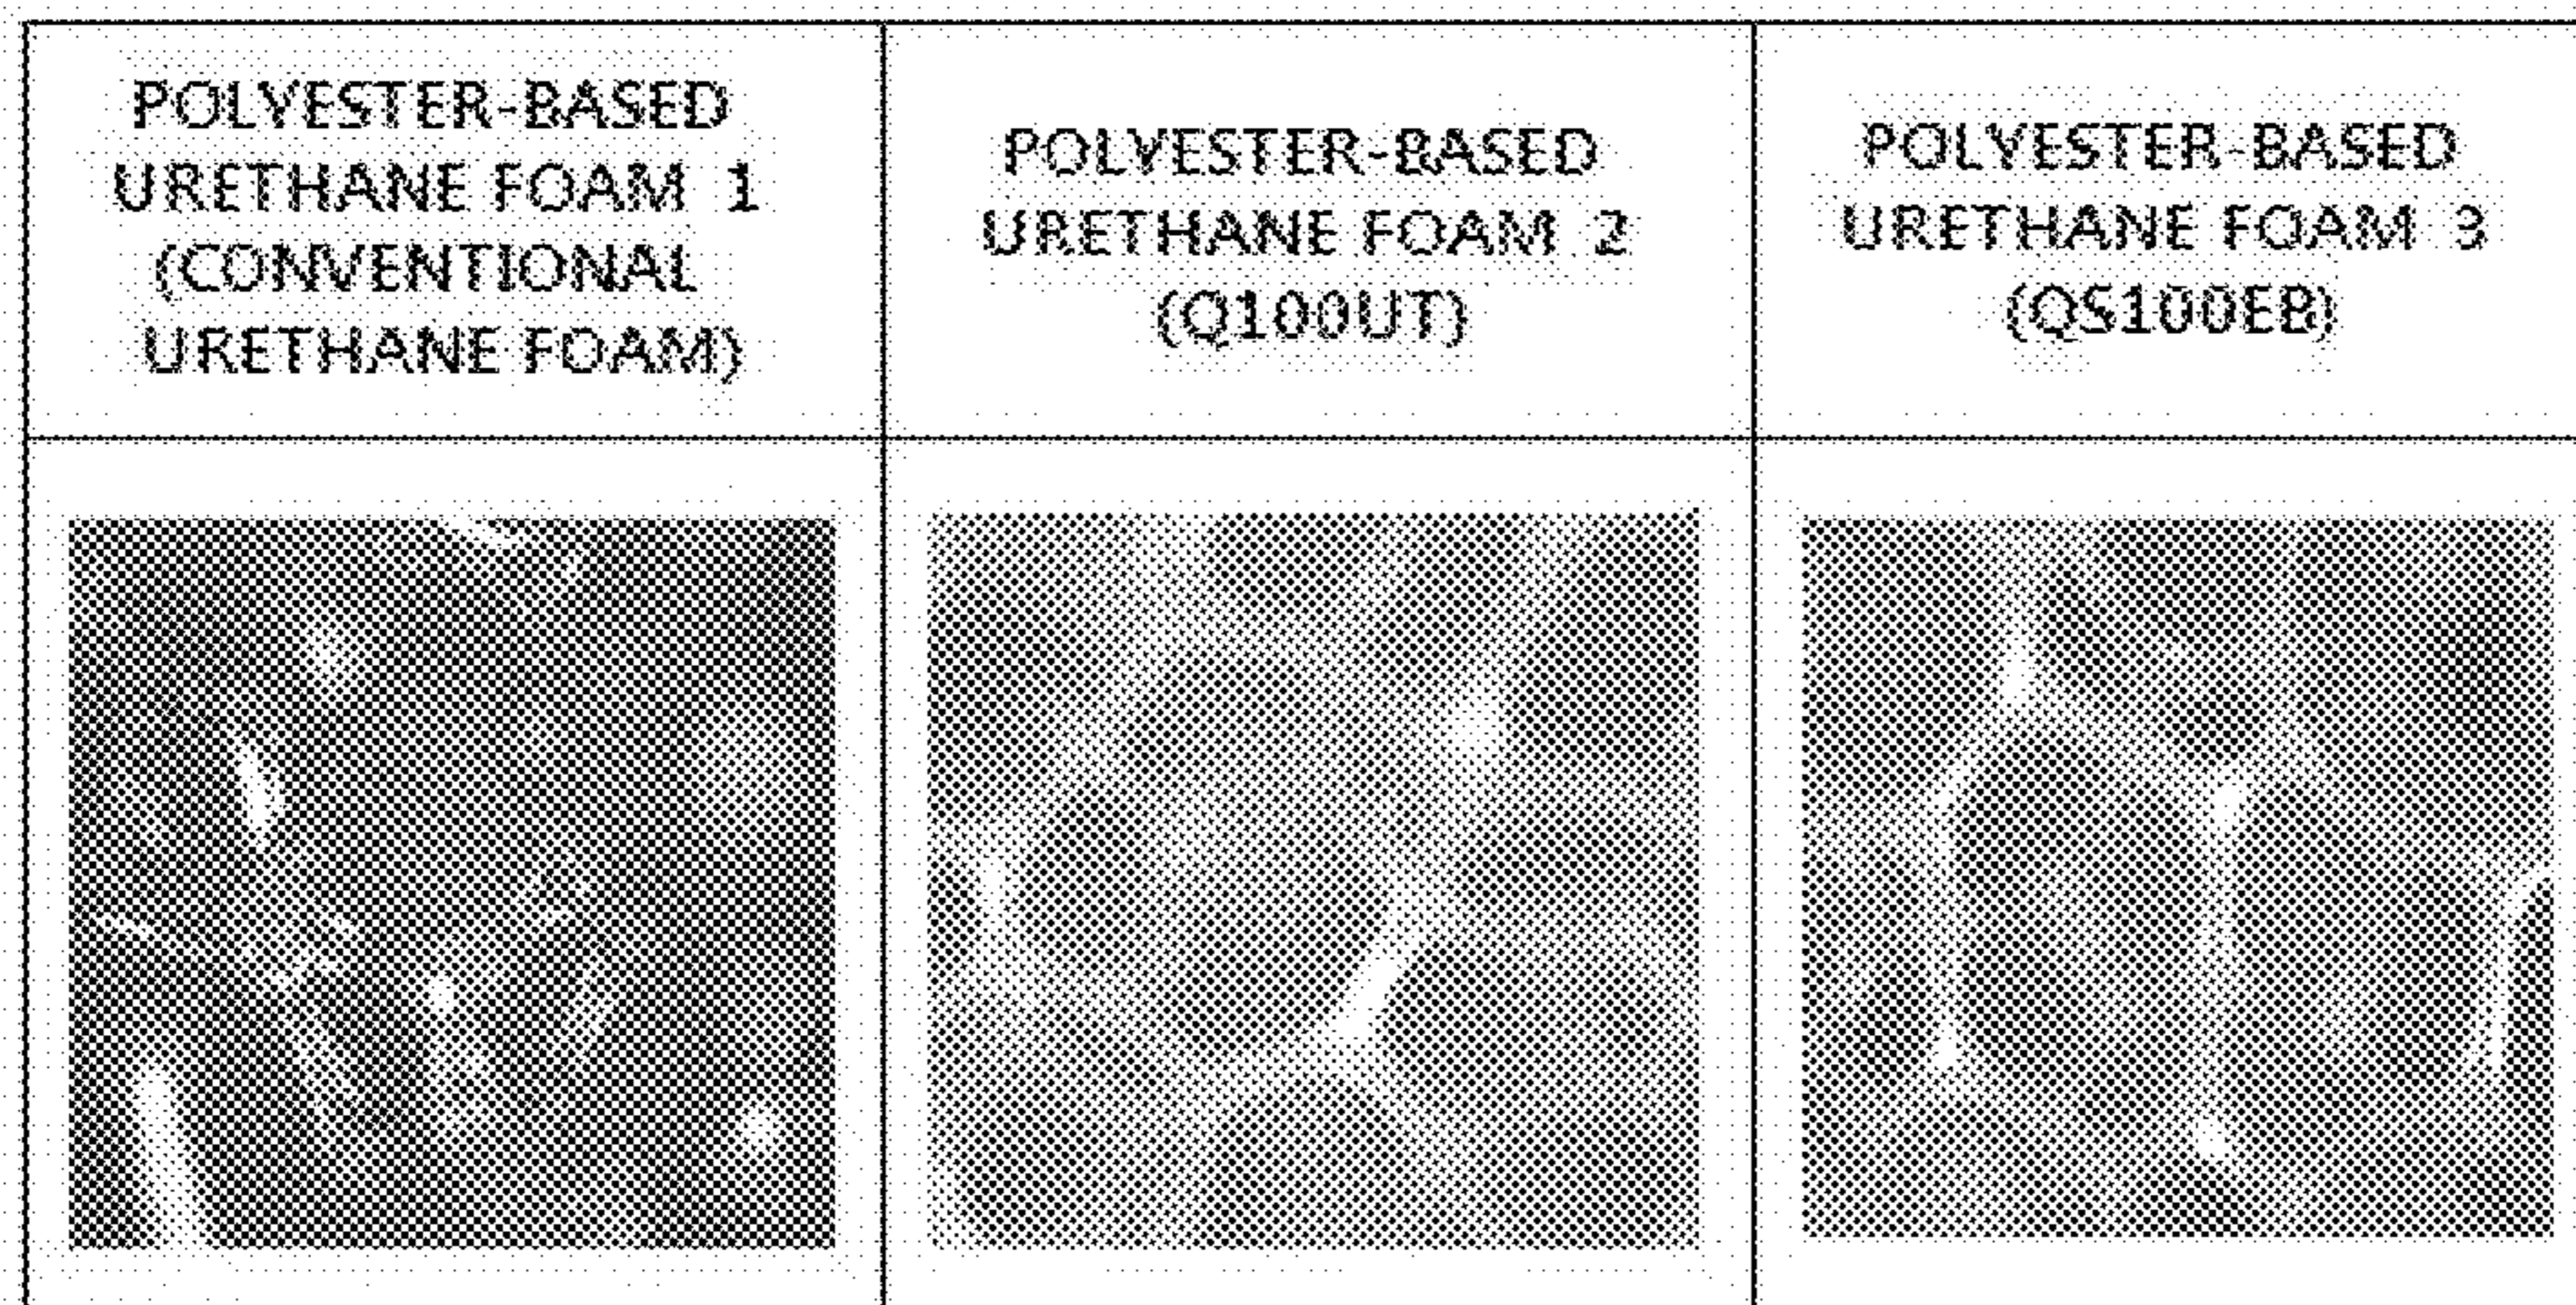 POLYESTER-BASED
URETHANE FOAM 1
(CONVENTIONAL
URETHANE FOAM)
POLYESTER-BASED
URETHANE FOAM 2
(Q100UT)
POLYESTER-BASED
URETHANE FOAM 3
(QS100EB)